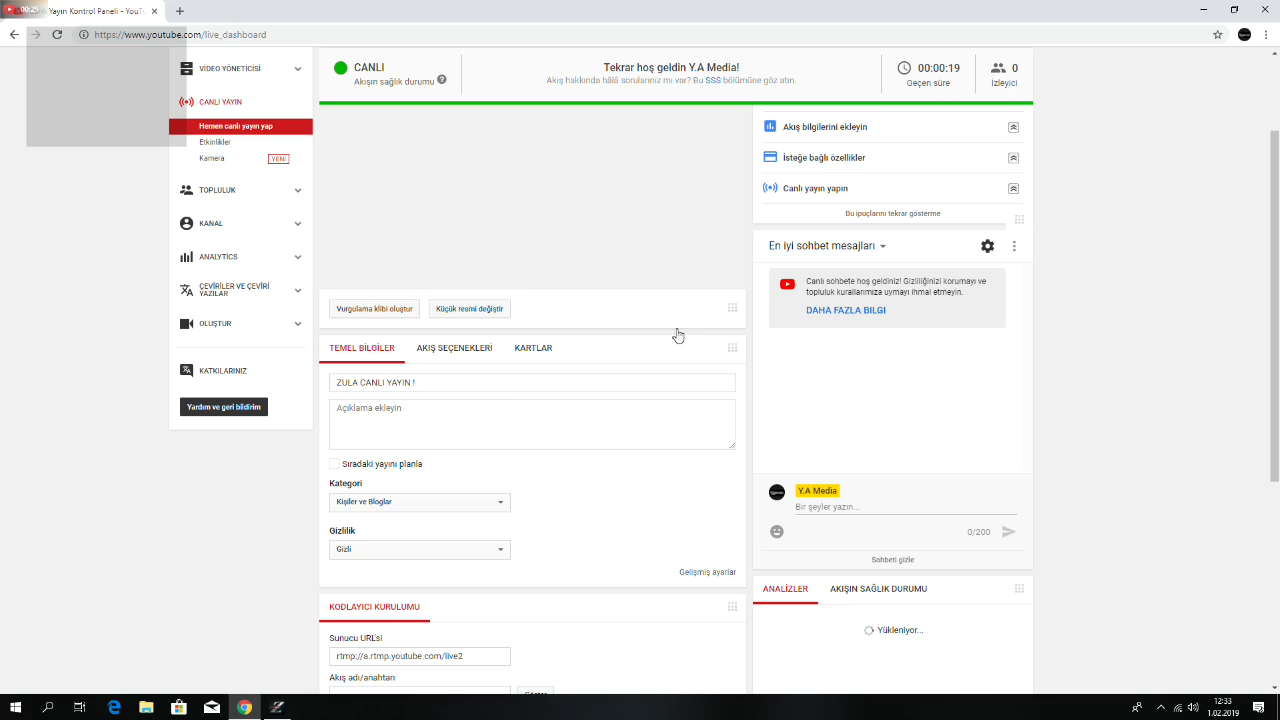 00:25
Yayın Kontrol Paneli - YouTu
https://www.youtube.com/live_dashboard
VİDEO YÖNETİCİSİ
CANLI YAYIN
Hemen canlı yayın yap
Etkinlikler
Kamera
YENİ
TOPLULUK
KANAL
ANALYTICS
ÇEVİRİLER VE ÇEVİRİ
YAZILAR
OLUŞTUR
KATKILARINIZ
Yardım ve geri bildirim
CANLI
Akışın sağlık durumu
Tekrar hoş geldin Y.A Media!
Akış hakkında hâlâ sorularınız mı var? Bu SSS bölümüne göz atın.
00:00:19
Geçen süre
0
İzleyici
Vurgulama klibi oluştur
Küçük resmi değiştir
TEMEL BİLGİLER
AKIŞ SEÇENEKLERİ
KARTLAR
ZULA CANLI YAYIN !
Açıklama ekleyin
Sıradaki yayını planla
Kategori
Kişiler ve Bloglar
Gizlilik
Gizli
Gelişmiş ayarlar
KODLAYICI KURULUMU
Sunucu URL'si
rtmp://a.rtmp.youtube.com/live2
Akış adı/anahtarı
Akış bilgilerini ekleyin
İsteğe bağlı özellikler
Canlı yayın yapın
Bu ipuçlarını tekrar gösterme
En iyi sohbet mesajları
Canlı sohbete hoş geldiniz! Gizliliğinizi korumayı ve
topluluk kurallarımıza uymayı ihmal etmeyin.
DAHA FAZLA BILGI
Y.A Media
Bir şeyler yazın...
0/200
Sohbeti gizle
ANALİZLER
AKIŞIN SAĞLIK DURUMU
Yükleniyor...
12:33
1.02.2019